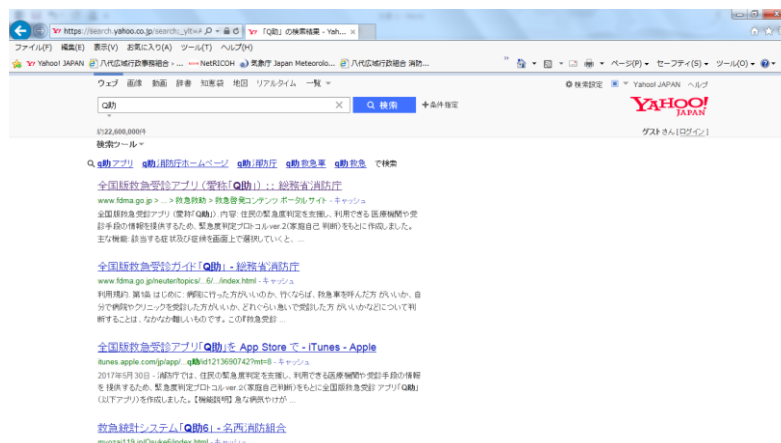 https://search.yahoo.co.jp/search;_ylt=A
「Q助」の検索結果 - Yah...
ファイル(F) 編集(E) 表示(V) お気に入り(A) ツール(T) ヘルプ(H)
Yahoo! JAPAN 八代広域行政事務組合 › ... NetRICOH 気象庁 Japan Meteorolo... 八代広域行政組合 消防...
ページ(P) セーフティ(S) ツール(O)
ウェブ 画像 動画 辞書 知恵袋 地図 リアルタイム 一覧
検索設定 Yahoo! JAPAN ヘルプ
Q助
検索
+条件指定
YAHOO!
JAPAN
約22,600,000件
ゲストさん [ログイン]
検索ツール
q助 アプリ q助 消防庁ホームページ q助 消防庁 q助 救急車 q助 救急 で検索
全国版救急受診アプリ(愛称「Q助」) :: 総務省消防庁
www.fdma.go.jp > ... > 救急救助 > 救急啓発コンテンツ ポータルサイト - キャッシュ
全国版救急受診アプリ (愛称「Q助」). 内容: 住民の緊急度判定を支援し、利用できる 医療機関や受
診手段の情報を提供するため、緊急度判定プロトコルver.2(家庭自己 判断)をもとに作成しました。
主な機能: 該当する症状及び症候を画面上で選択していくと、 ...
全国版救急受診ガイド「Q助」 - 総務省消防庁
www.fdma.go.jp/neuter/topics/...6/.../index.html - キャッシュ
利用規約. 第1条 はじめに: 病院に行った方がいいのか、行くならば、救急車を呼んだ方 がいいか、自
分で病院やクリニックを受診した方がいいか、どれぐらい急いで受診した方 がいいかなどについて判
断することは、なかなか難しいものです。この『救急受診 ...
全国版救急受診アプリ「Q助」を App Store で - iTunes - Apple
itunes.apple.com/jp/app/...q助/id1213690742?mt=8 - キャッシュ
2017年5月30日 - 消防庁では、住民の緊急度判定を支援し、利用できる医療機関や受診手段の情報
を 提供するため、緊急度判定プロトコル ver. 2(家庭自己判断)をもとに全国版救急受診 アプリ「Q助」
(以下アプリ)を作成しました。【機能説明】 急な病気やけが ...
救急統計システム「Q助6」 - 名西消防組合
myozai119.jp/Qsuke6/index.html - キャッシュ